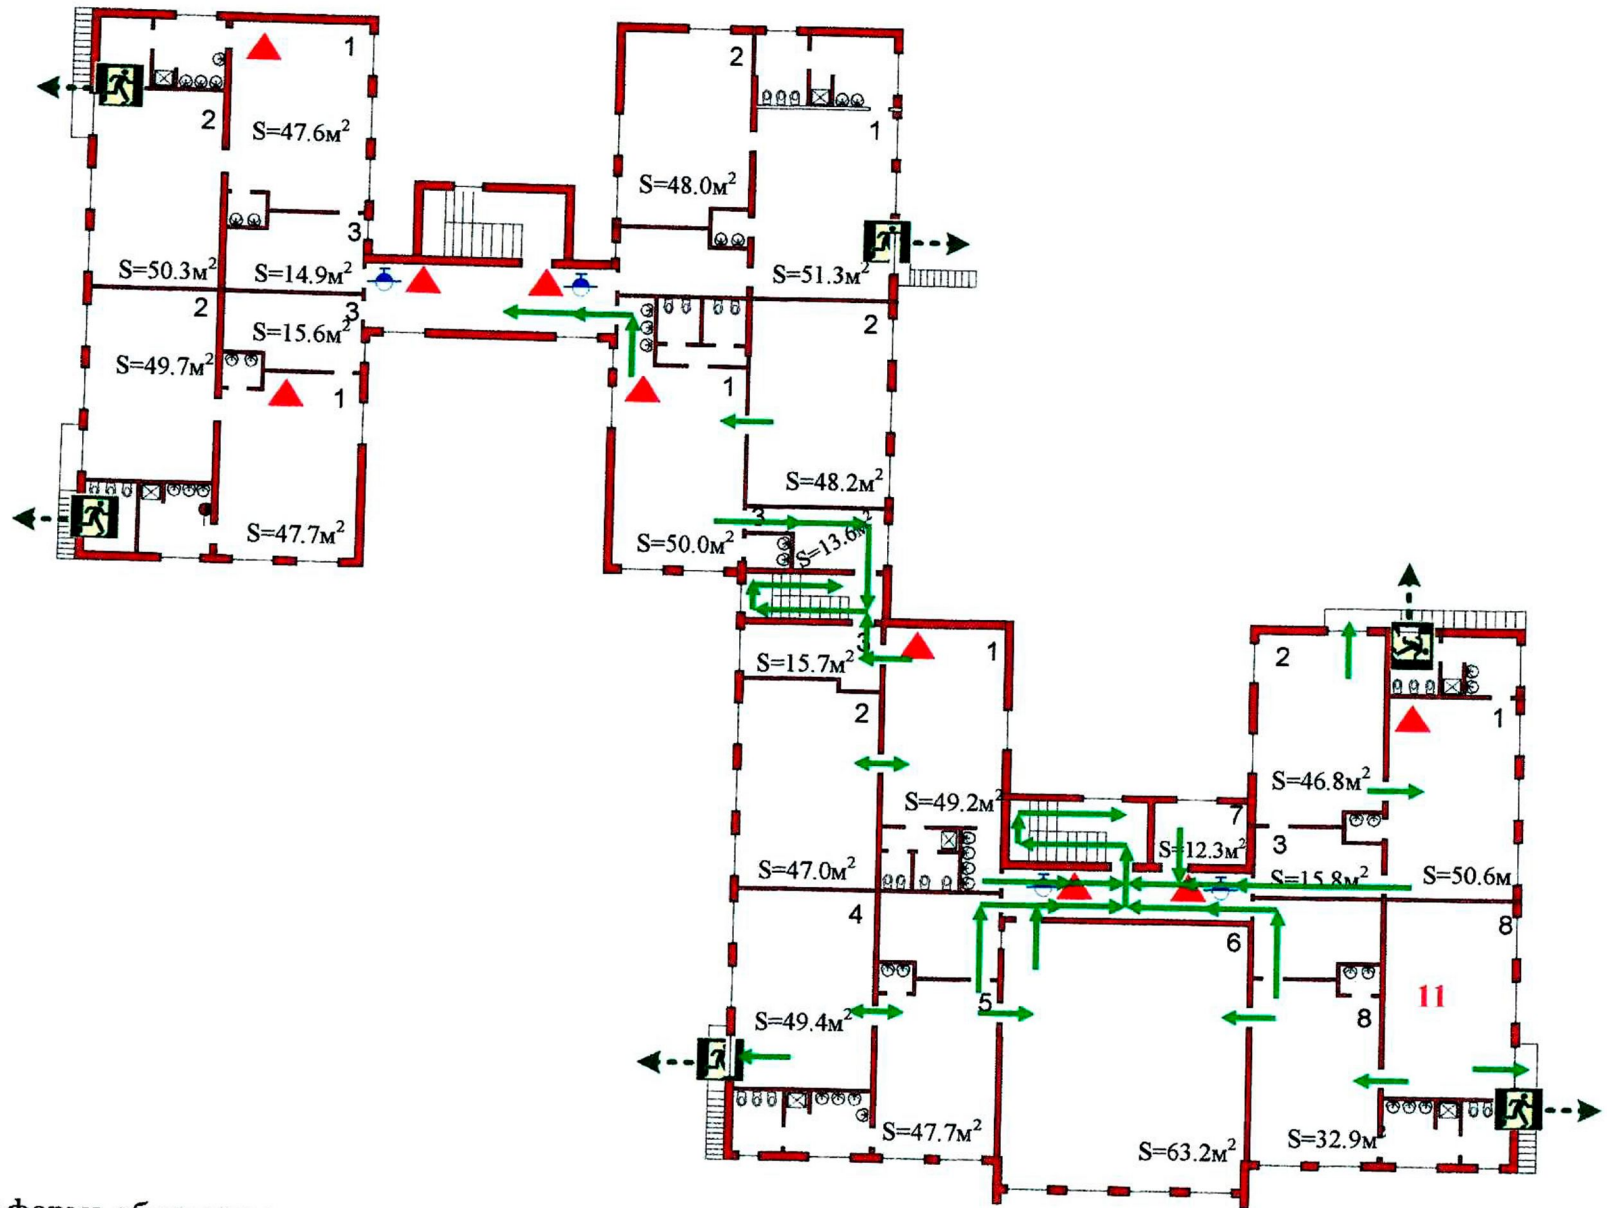 1
2
S=47.6м²
2
S=48.0м²
1
S=50.3м²
3
S=14.9м²
S=51.3м²
2
3
S=15.6м²
2
S=49.7м²
1
1
S=48.2м²
S=47.7м²
S=50.0м²
3
S=13.6м²
3
S=15.7м²
1
2
2
1
S=46.8м²
S=49.2м²
7
S=12.3м²
3
S=47.0м²
S=15.8м²
S=50.6м
4
6
8
5
11
S=49.4м²
8
S=47.7м²
S=63.2м²
S=32.9м²